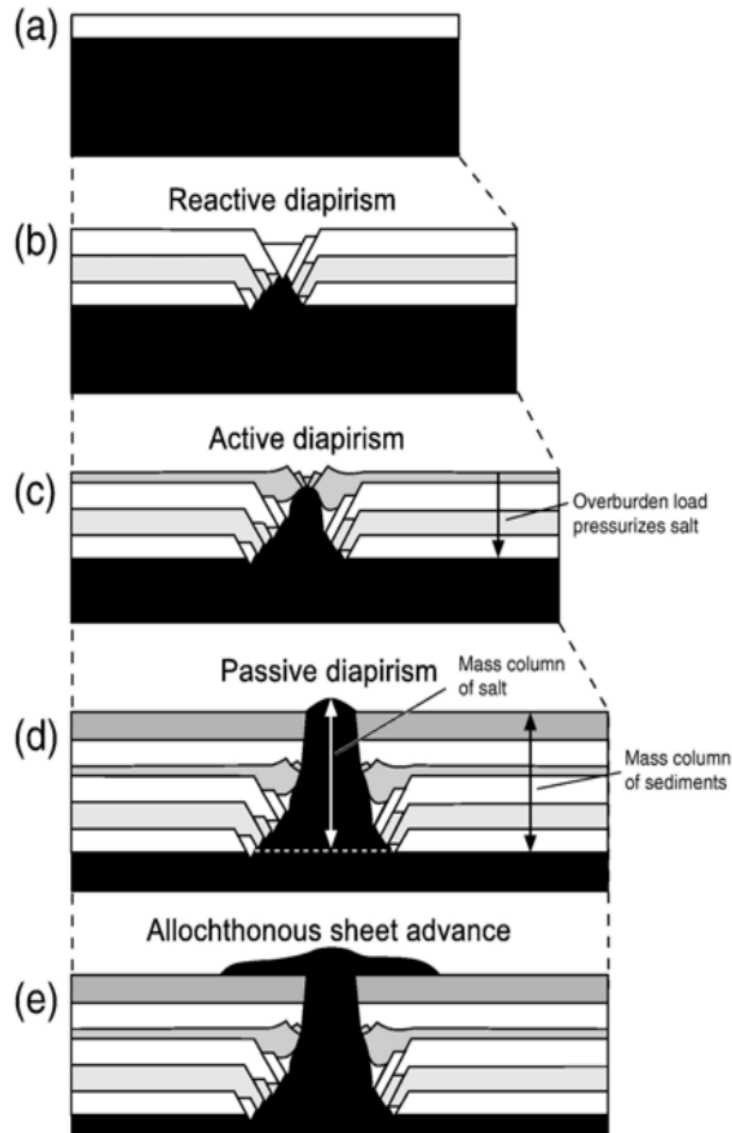 (a)
Reactive diapirism
(b)
Active diapirism
(c)
Overburden load
pressurizes salt
Passive diapirism
Mass column
of salt
(d)
Mass column
of sediments
Allochthonous sheet advance
(e)